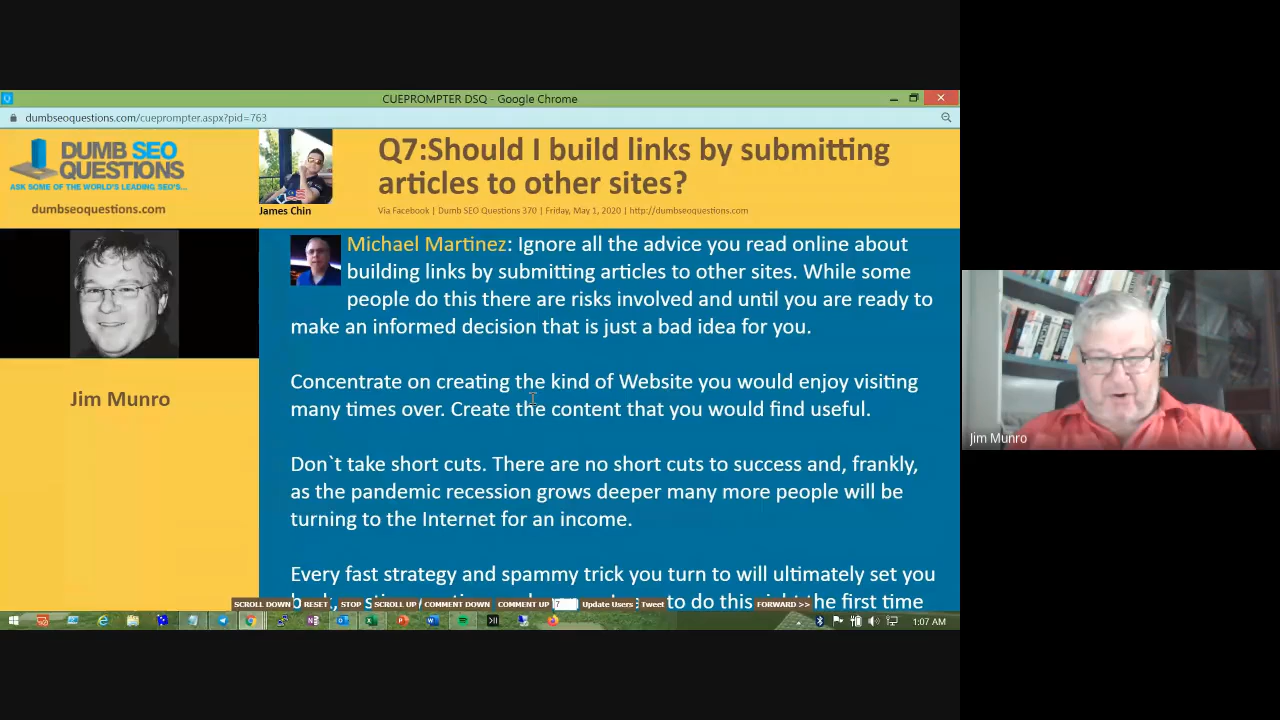 CUEPROMPTER DSQ - Google Chrome
dumbseoquestions.com/cueprompter.aspx?pid=763
DUMB SEO
QUESTIONS
ASK SOME OF THE WORLD'S LEADING SEO'S...
dumbseoquestions.com
James Chin
Q7:Should I build links by submitting
articles to other sites?
Via Facebook | Dumb SEO Questions 370 | Friday, May 1, 2020 | http://dumbseoquestions.com
Jim Munro
Michael Martinez: Ignore all the advice you read online about
building links by submitting articles to other sites. While some
people do this there are risks involved and until you are ready to
make an informed decision that is just a bad idea for you.
Concentrate on creating the kind of Website you would enjoy visiting
many times over. Create the content that you would find useful.
Don`t take short cuts. There are no short cuts to success and, frankly,
as the pandemic recession grows deeper many more people will be
turning to the Internet for an income.
Every fast strategy and spammy trick you turn to will ultimately set you
to do this the first time
SCROLL DOWN RESET STOP SCROLL UP COMMENT DOWN COMMENT UP 7 Update Users Tweet FORWARD >>
1:07 AM
Jim Munro